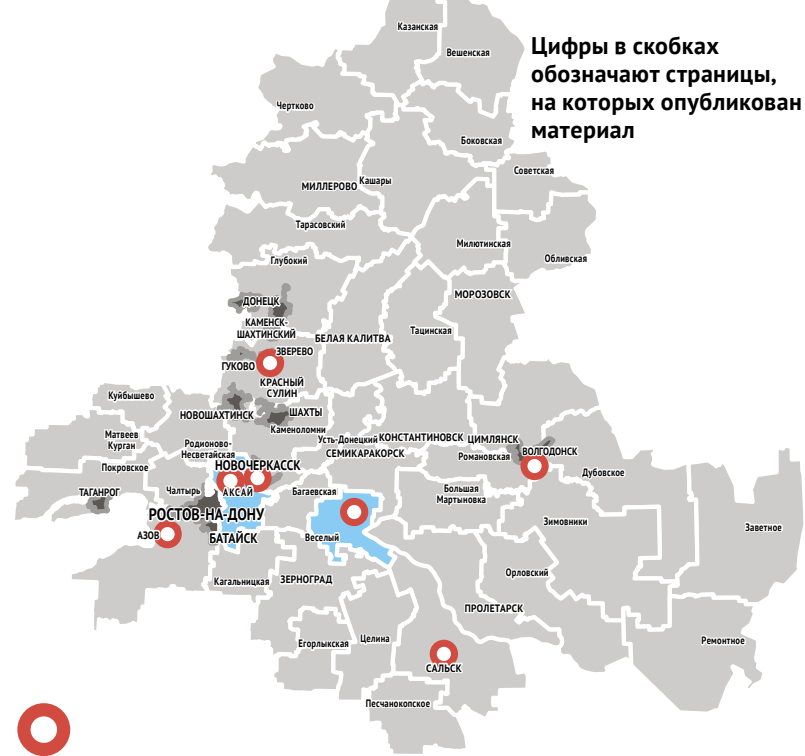 Казанская
Вешенская
Цифры в скобках
обозначают страницы,
на которых опубликован
материал
Чертково
Боковская
Советская
МИЛЛЕРОВО
Кашары
Тарасовский
Милютинская
Обливская
Глубокий
ДОНЕЦК
МОРОЗОВСК
КАМЕНСК-
ШАХТИНСКИЙ
БЕЛАЯ КАЛИТВА
Тацинская
ЗВЕРЕВО
ГУКОВО
КРАСНЫЙ
СУЛИН
Куйбышево
НОВОШАХТИНСК
ШАХТЫ
Каменоломни
Матвеев
Курган
Родионово-
Несветайская
Усть-Донецкий
КОНСТАНТИНОВСК
ЦИМЛЯНСК
СЕМИКАРАКОРСК
Романовская
ВОЛГОДОНСК
Покровское
НОВОЧЕРКАССК
Дубовское
ТАГАНРОГ
Чалтырь
АКСАЙ
Багаевская
Большая
Мартыновка
РОСТОВ-НА-ДОНУ
Зимовники
Заветное
АЗОВ
БАТАЙСК
Веселый
Кагальницкая
ЗЕРНОГРАД
Орловский
ПРОЛЕТАРСК
Егорлыкская
Целина
Ремонтное
САЛЬСК
Песчанокопское